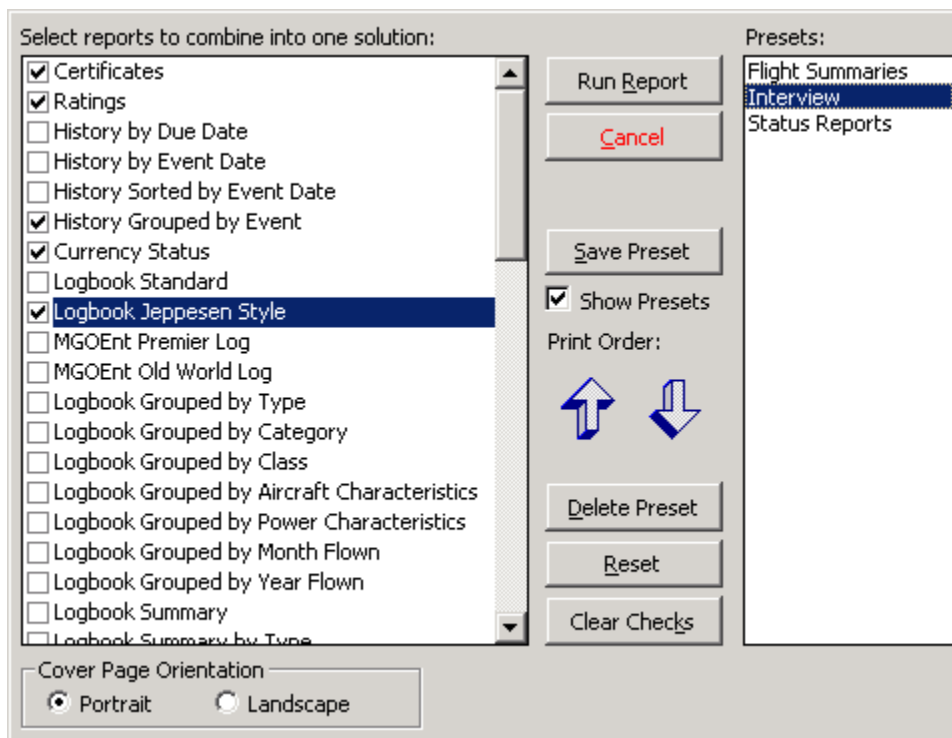 Select reports to combine into one solution:
Certificates
Ratings
History by Due Date
History by Event Date
History Sorted by Event Date
History Grouped by Event
Currency Status
Logbook Standard
Logbook Jeppesen Style
MGOEnt Premier Log
MGOEnt Old World Log
Logbook Grouped by Type
Logbook Grouped by Category
Logbook Grouped by Class
Logbook Grouped by Aircraft Characteristics
Logbook Grouped by Power Characteristics
Logbook Grouped by Month Flown
Logbook Grouped by Year Flown
Logbook Summary
Logbook Summary by Type
Cover Page Orientation
Portrait
Landscape
Run Report
Cancel
Save Preset
Show Presets
Print Order:
Delete Preset
Reset
Clear Checks
Presets:
Flight Summaries
Interview
Status Reports